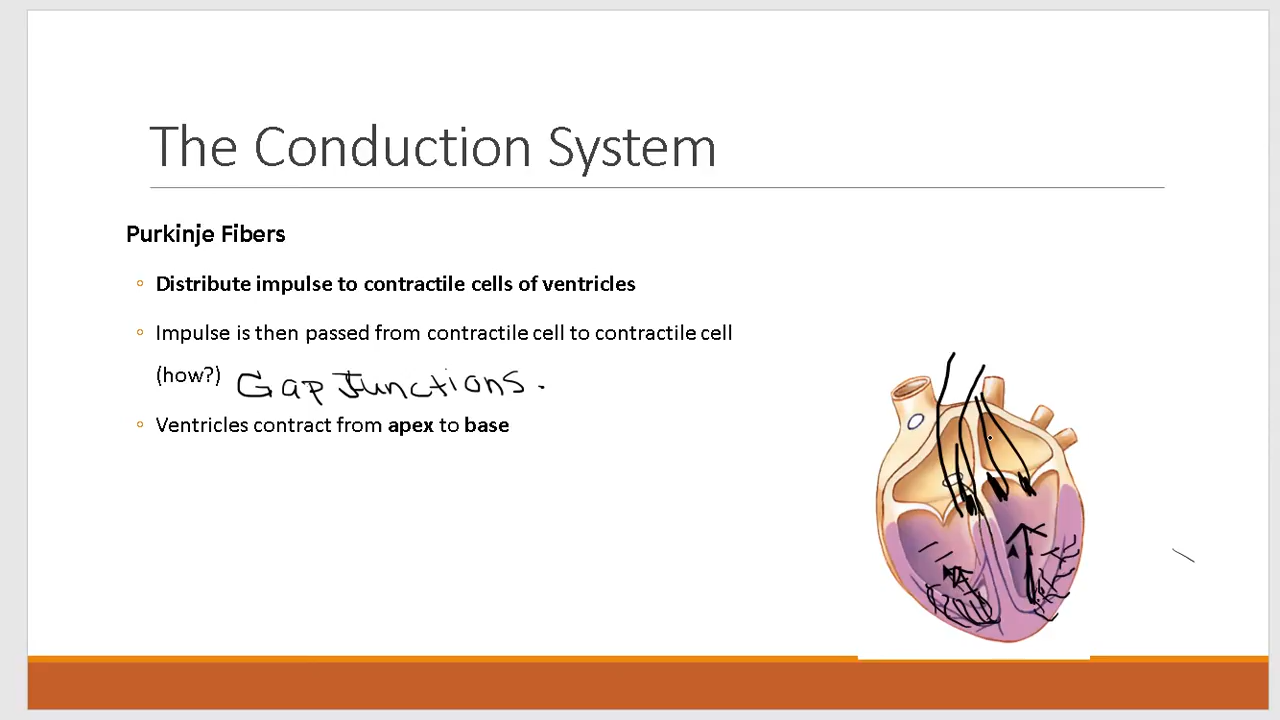 The Conduction System
Purkinje Fibers
◦ Distribute impulse to contractile cells of ventricles
◦ Impulse is then passed from contractile cell to contractile cell
(how?) Gap Junctions.
◦ Ventricles contract from apex to base